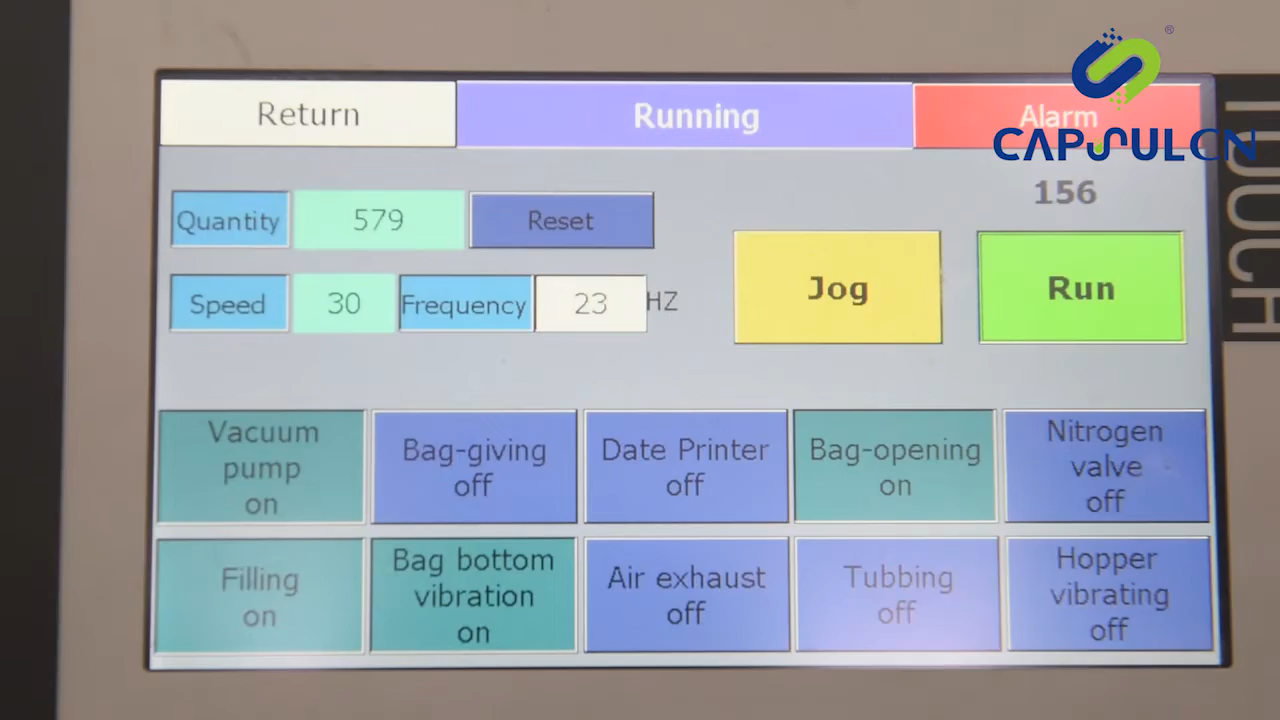 ®
CAPSULCN
Return
Running
Alarm
156
Quantity
579
Reset
Speed
30
Frequency
23
HZ
Jog
Run
Vacuum
pump
on
Bag-giving
off
Date Printer
off
Bag-opening
on
Nitrogen
valve
off
Filling
on
Bag bottom
vibration
on
Air exhaust
off
Tubbing
off
Hopper
vibrating
off